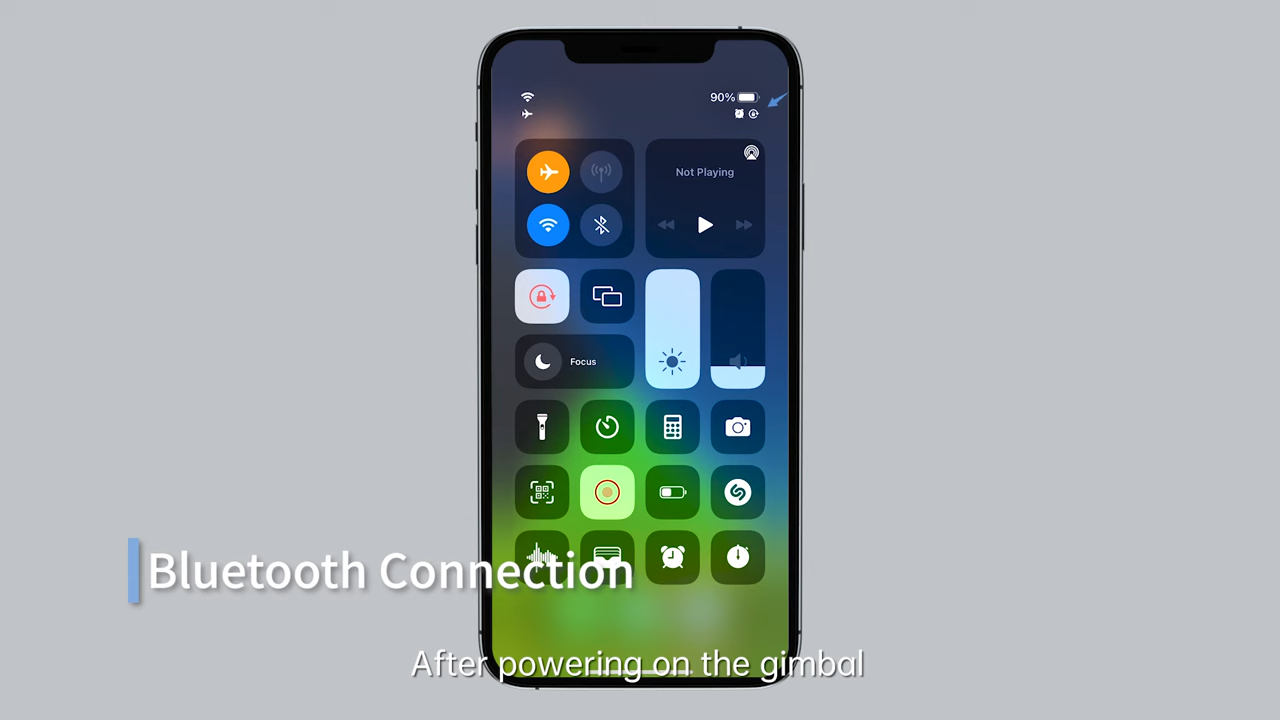 90%
Not Playing
Focus
Bluetooth Connection
After powering on the gimbal